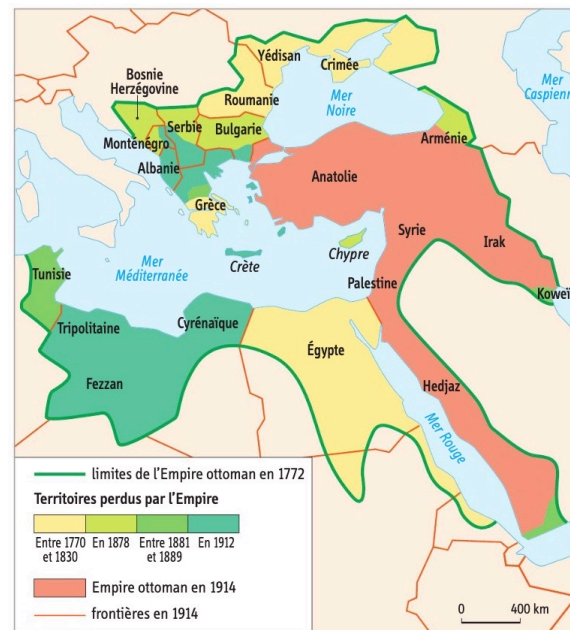 Yédisan
Crimée
Mer
Caspienn
Bosnie
Herzégovine
Roumanie
Mer
Noire
Serbie
Bulgarie
Monténégro
Arménie
Albanie
Anatolie
Grèce
Syrie
Irak
Tunisie
Mer
Méditerranée
Crète
Chypre
Palestine
Koweï
Tripolitaine
Cyrénaïque
Égypte
Fezzan
Hedjaz
Mer Rouge
limites de l'Empire ottoman en 1772
Territoires perdus par l'Empire
Entre 1770
et 1830
En 1878
Entre 1881
et 1889
En 1912
Empire ottoman en 1914
frontières en 1914
0 400 km